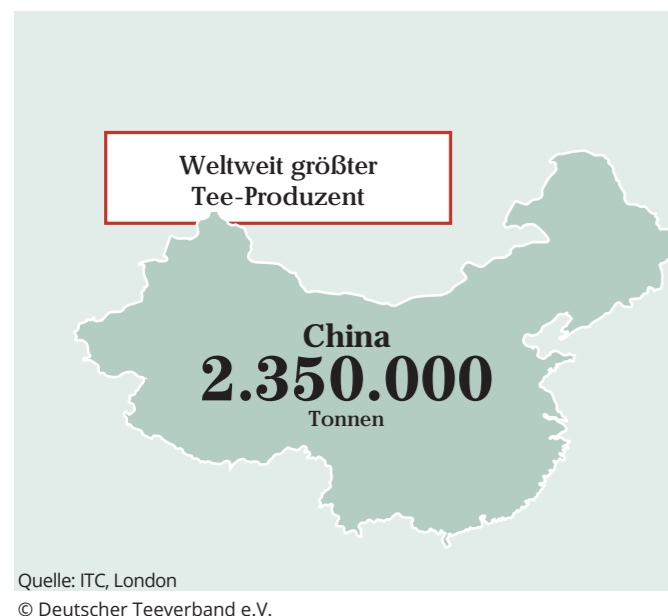 Weltweit größter
Tee-Produzent
China
2.350.000
Tonnen
Quelle: ITC, London
© Deutscher Teeverband e.V.